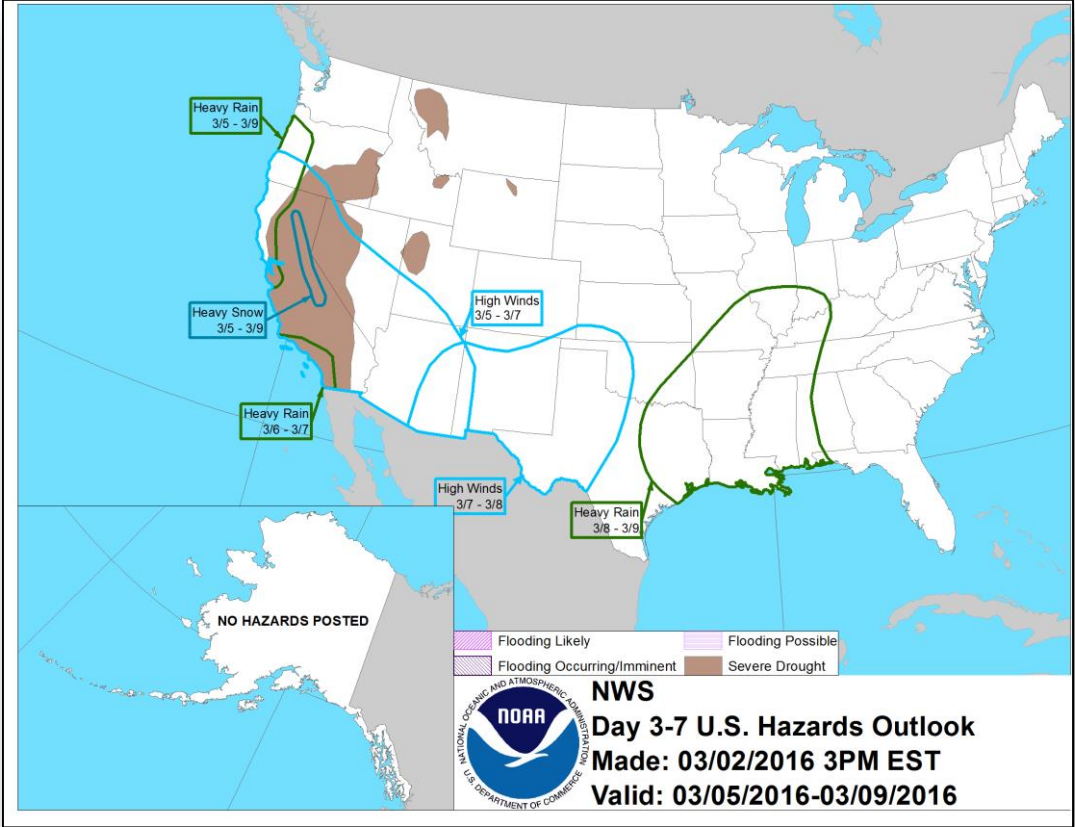 Heavy Rain
3/5 - 3/9
Heavy Snow
3/5 - 3/9
High Winds
3/5 - 3/7
Heavy Rain
3/6 - 3/7
High Winds
3/7 - 3/8
Heavy Rain
3/8 - 3/9
NO HAZARDS POSTED
Flooding Likely
Flooding Possible
Flooding Occurring/Imminent
Severe Drought
NATIONAL OCEANIC AND ATMOSPHERIC ADMINISTRATION
NOAA
U.S. DEPARTMENT OF COMMERCE
NWS
Day 3-7 U.S. Hazards Outlook
Made: 03/02/2016 3PM EST
Valid: 03/05/2016-03/09/2016